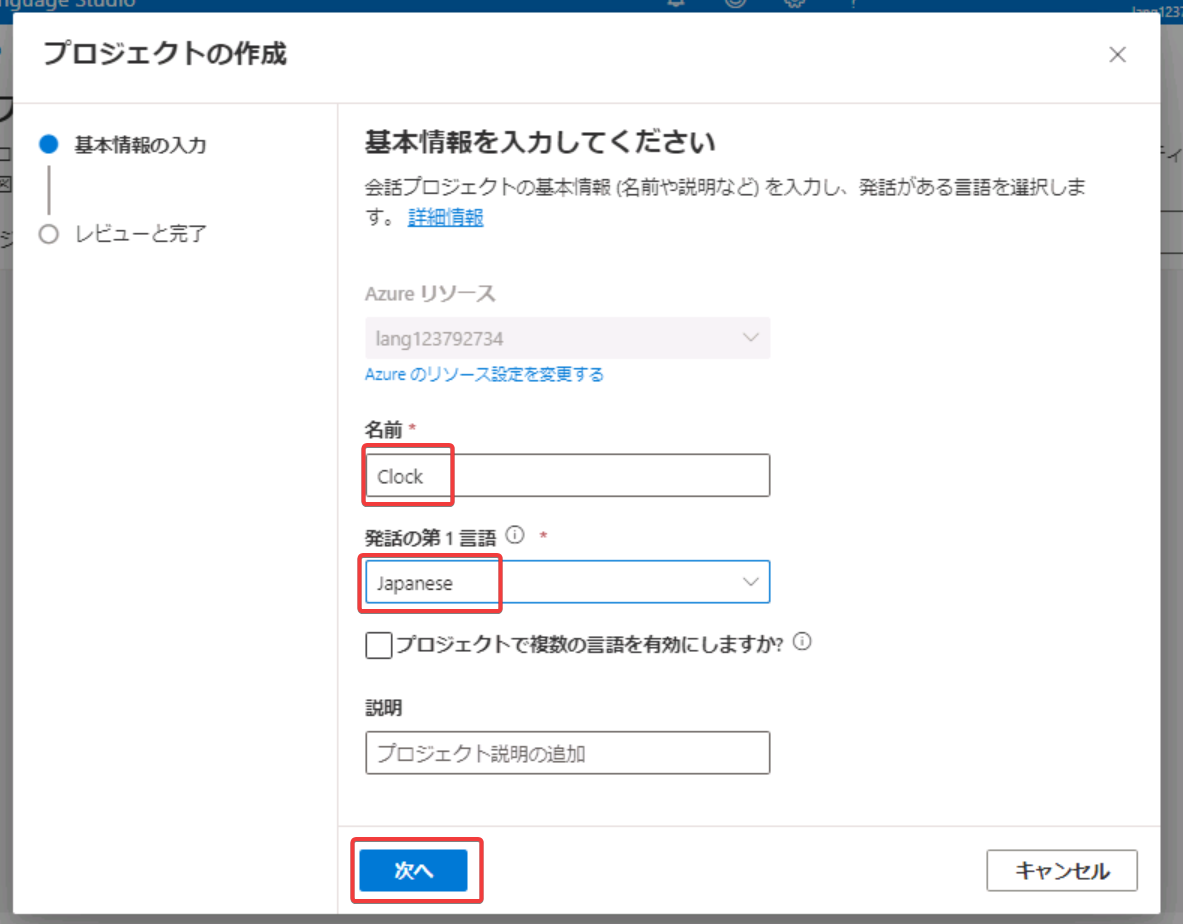 nguage Studio
lang123
プロジェクトの作成
基本情報の入力
レビューと完了
基本情報を入力してください
会話プロジェクトの基本情報 (名前や説明など) を入力し、発話がある言語を選択しま
す。 詳細情報
Azure リソース
lang123792734
Azure のリソース設定を変更する
名前 *
Clock
発話の第 1 言語 *
Japanese
プロジェクトで複数の言語を有効にしますか?
説明
プロジェクト説明の追加
次へ
キャンセル